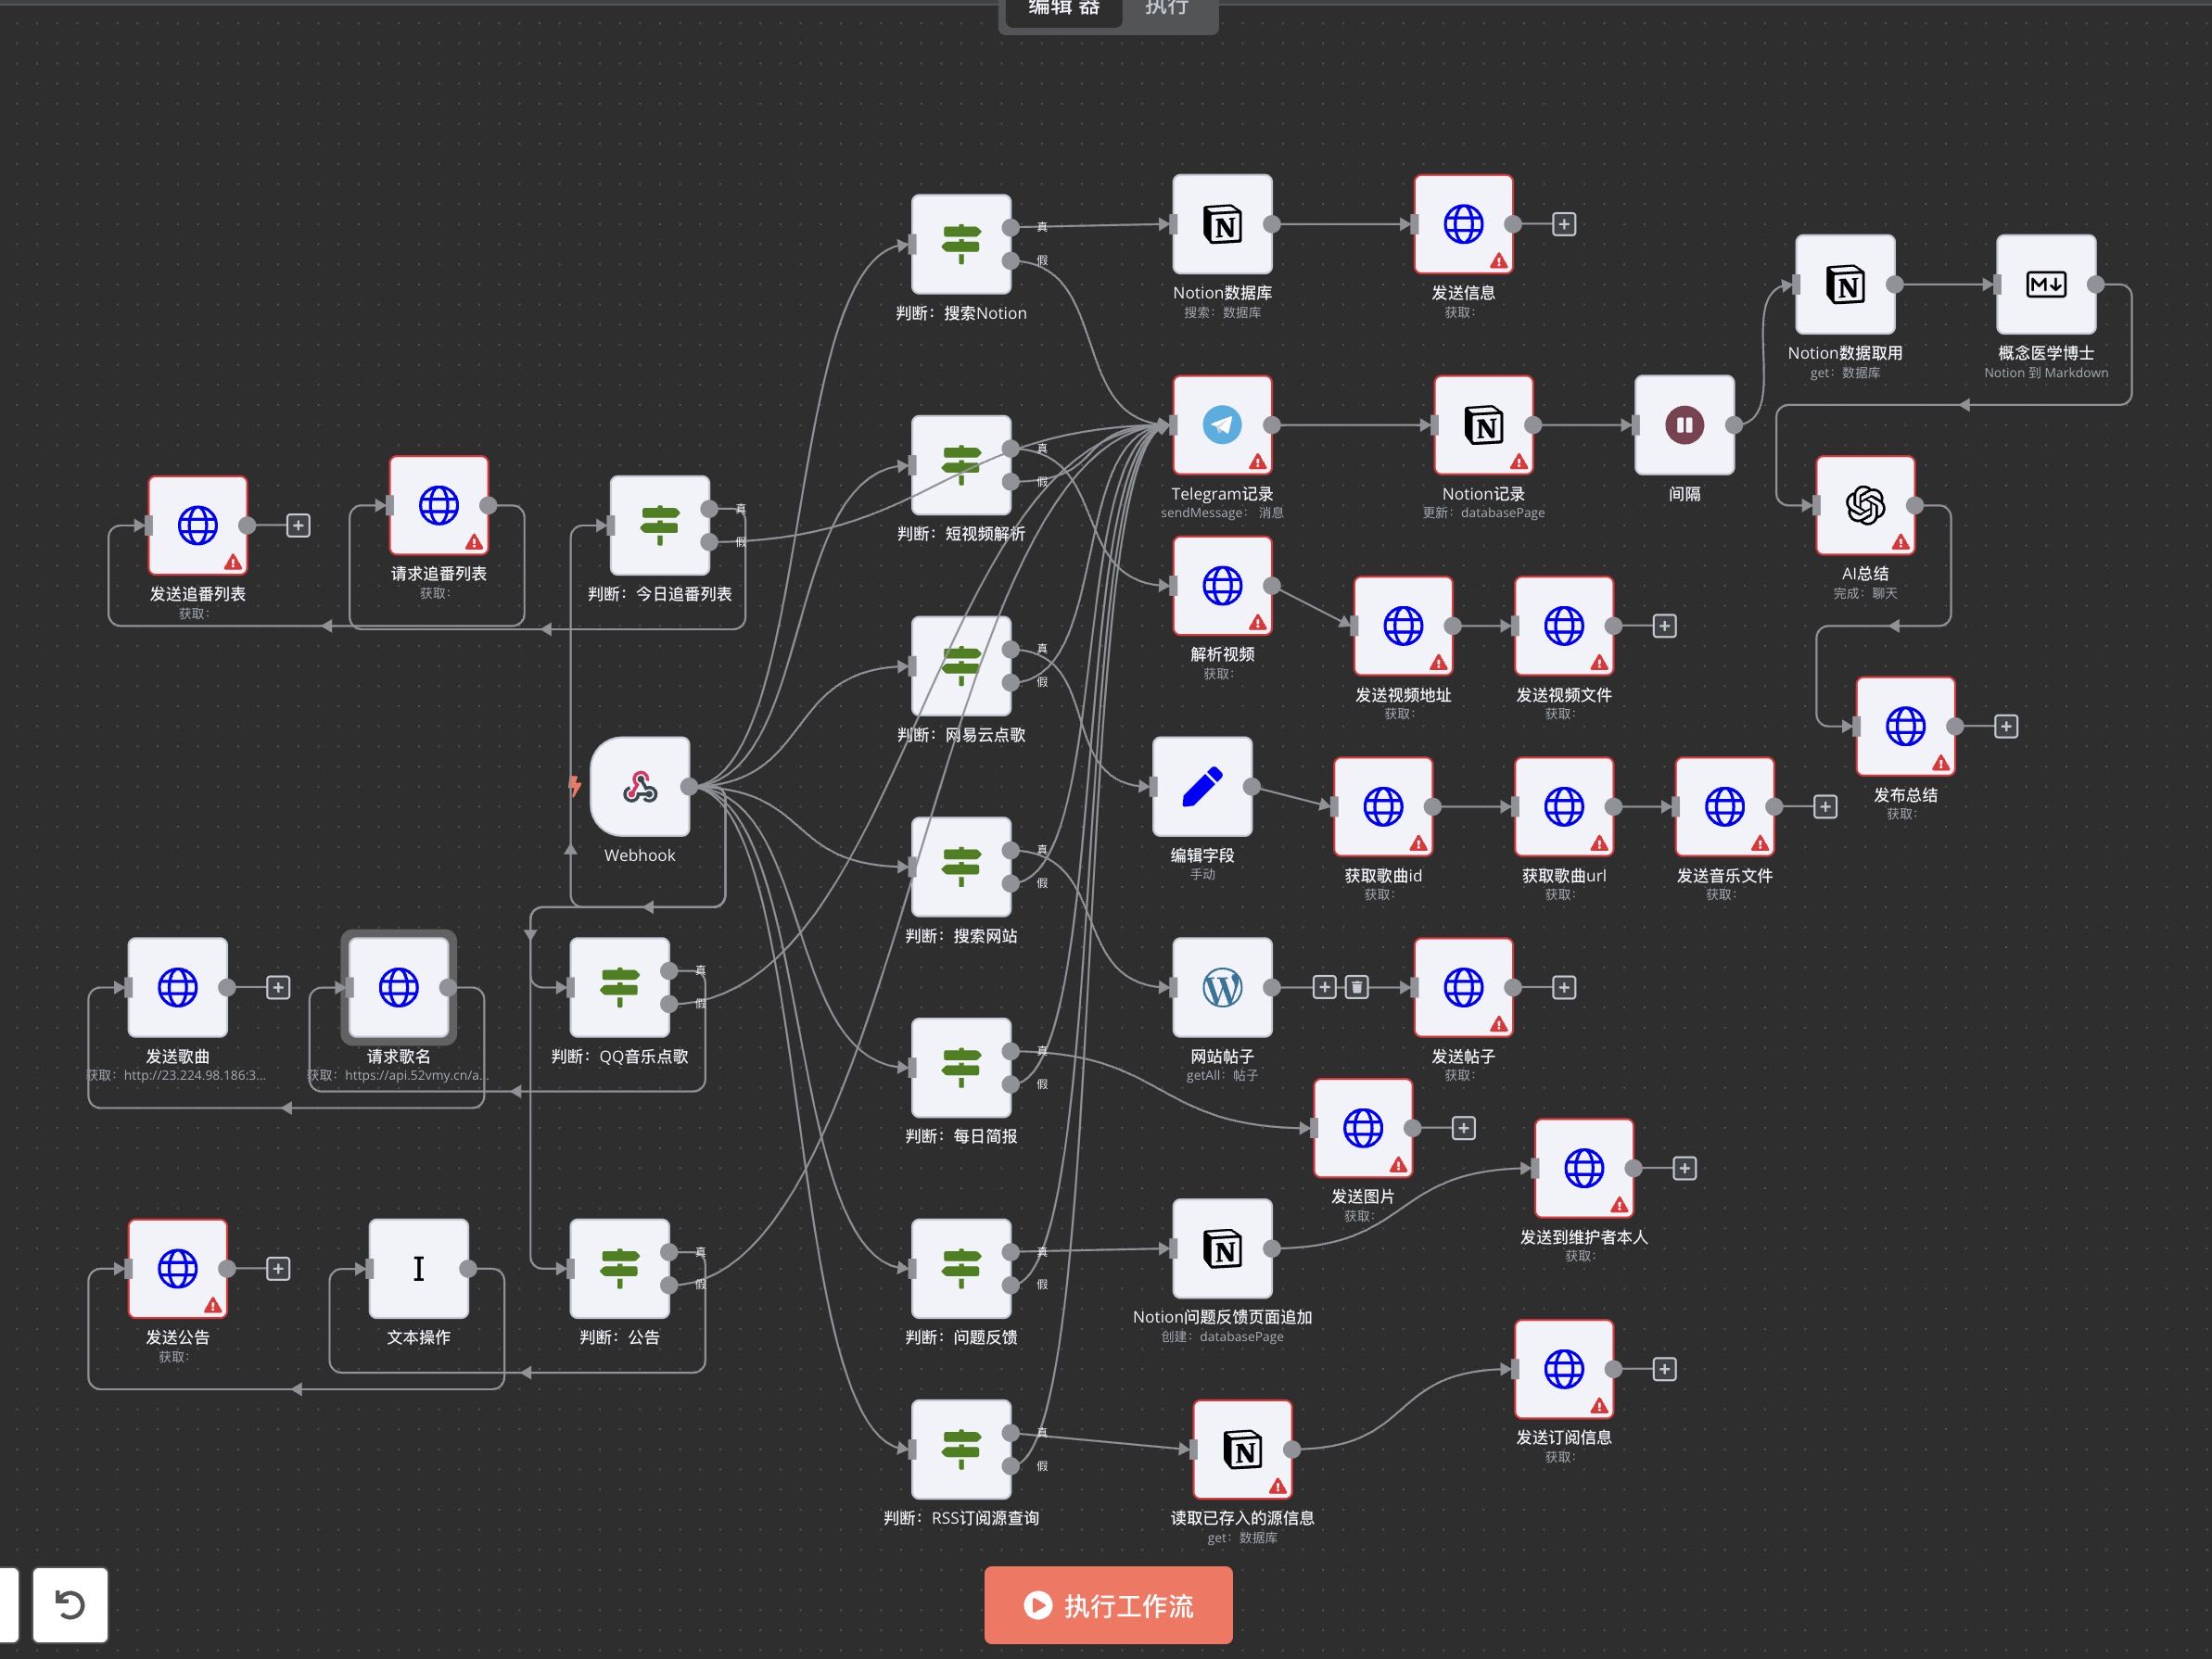 编辑器
执行
判断：搜索Notion
真
假
Notion数据库
搜索：数据库
发送信息
获取：
Notion数据取用
get：数据库
概念医学博士
Notion 到 Markdown
发送追番列表
获取：
请求追番列表
获取：
判断：今日追番列表
真
假
判断：短视频解析
真
假
Telegram记录
sendMessage： 消息
Notion记录
更新：databasePage
间隔
AI总结
完成：聊天
解析视频
获取：
发送视频地址
获取：
发送视频文件
获取：
判断：网易云点歌
真
假
Webhook
编辑字段
手动
获取歌曲id
获取：
获取歌曲url
获取：
发送音乐文件
获取：
发布总结
获取：
判断：搜索网站
真
假
发送歌曲
获取：http://23.224.98.186:3...
请求歌名
获取：https://api.52vmy.cn/a...
判断：QQ音乐点歌
真
假
网站帖子
getAll：帖子
发送帖子
获取：
判断：每日简报
真
假
发送图片
获取：
发送到维护者本人
获取：
发送公告
获取：
文本操作
判断：公告
真
假
判断：问题反馈
真
假
Notion问题反馈页面追加
创建：databasePage
判断：RSS订阅源查询
真
假
读取已存入的源信息
get：数据库
发送订阅信息
获取：
执行工作流